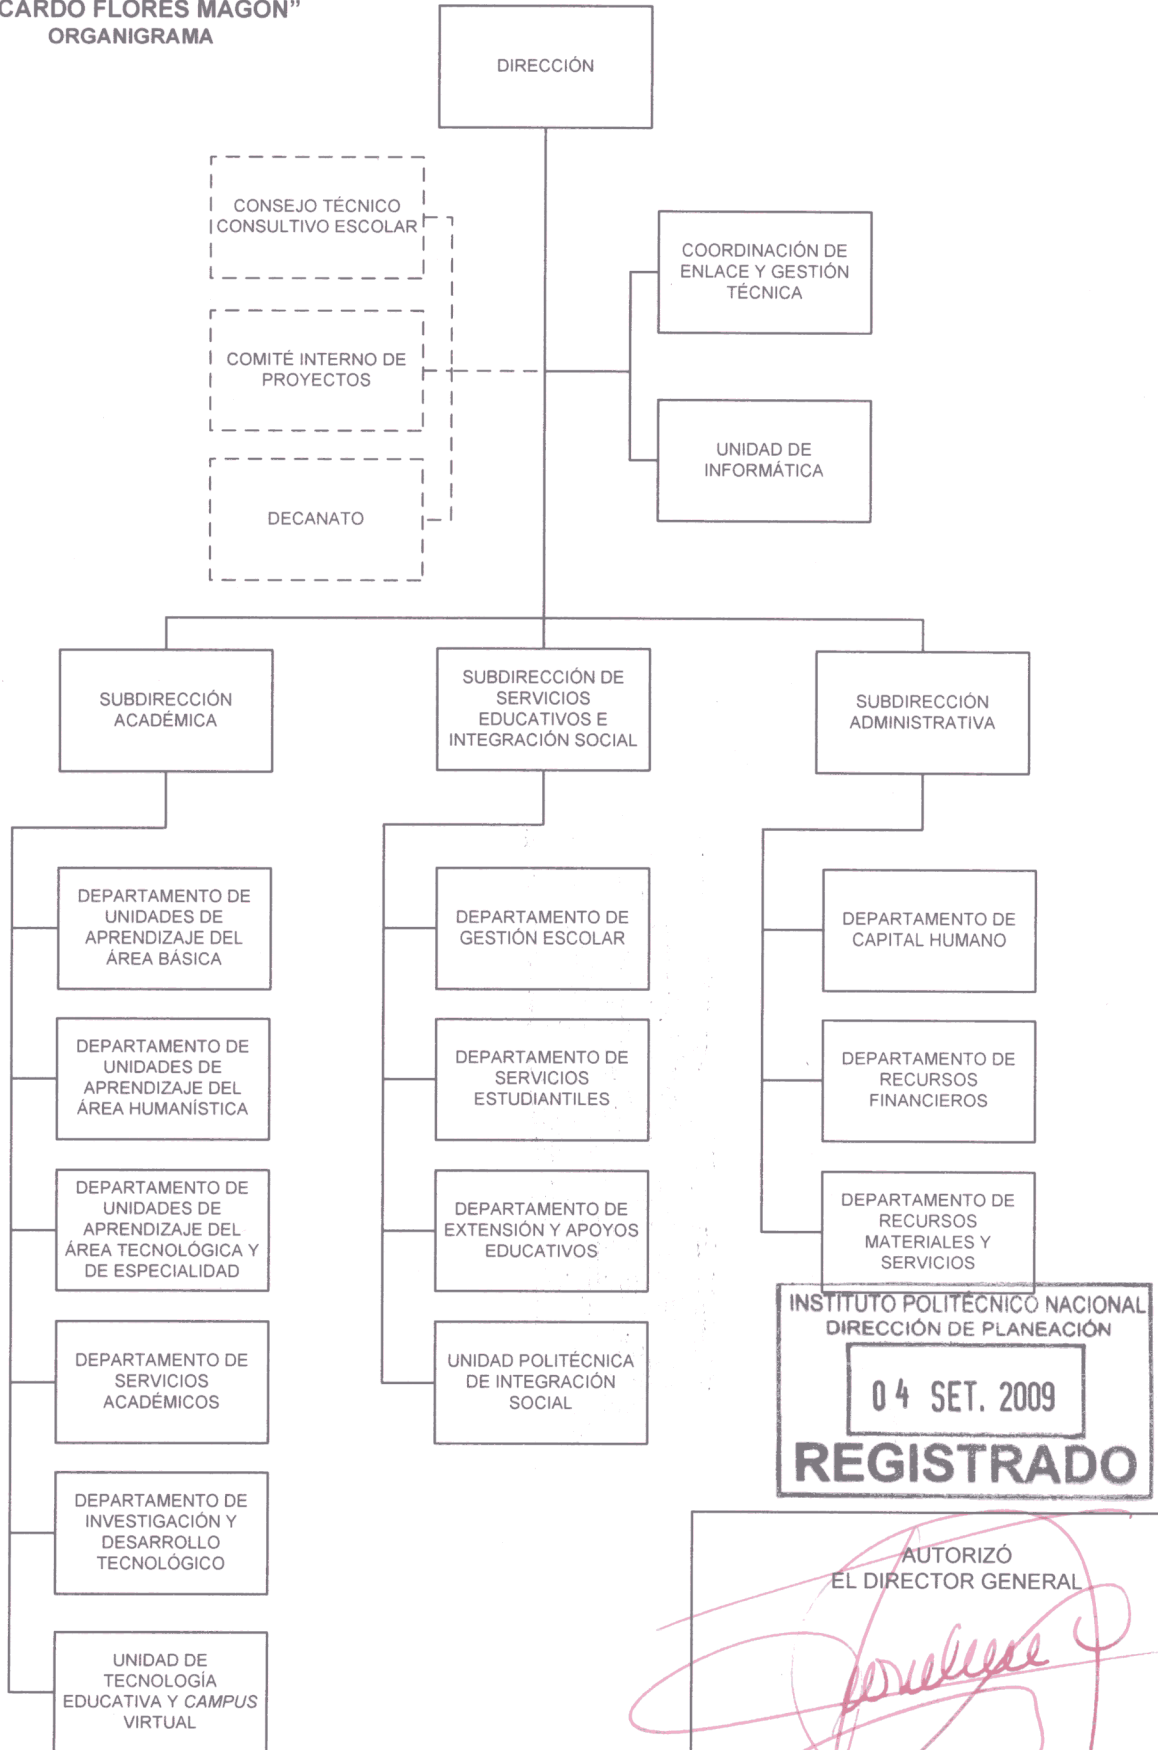 CARDO FLORES MAGÓN”
ORGANIGRAMA
DIRECCIÓN
CONSEJO TÉCNICO
CONSULTIVO ESCOLAR
COORDINACIÓN DE
ENLACE Y GESTIÓN
TÉCNICA
COMITÉ INTERNO DE
PROYECTOS
UNIDAD DE
INFORMÁTICA
DECANATO
SUBDIRECCIÓN
ACADÉMICA
SUBDIRECCIÓN DE
SERVICIOS
EDUCATIVOS E
INTEGRACIÓN SOCIAL
SUBDIRECCIÓN
ADMINISTRATIVA
DEPARTAMENTO DE
UNIDADES DE
APRENDIZAJE DEL
ÁREA BÁSICA
DEPARTAMENTO DE
UNIDADES DE
APRENDIZAJE DEL
ÁREA HUMANÍSTICA
DEPARTAMENTO DE
UNIDADES DE
APRENDIZAJE DEL
ÁREA TECNOLÓGICA Y
DE ESPECIALIDAD
DEPARTAMENTO DE
SERVICIOS
ACADÉMICOS
DEPARTAMENTO DE
INVESTIGACIÓN Y
DESARROLLO
TECNOLÓGICO
UNIDAD DE
TECNOLOGÍA
EDUCATIVA Y CAMPUS
VIRTUAL
DEPARTAMENTO DE
GESTIÓN ESCOLAR
DEPARTAMENTO DE
SERVICIOS
ESTUDIANTILES
DEPARTAMENTO DE
EXTENSIÓN Y APOYOS
EDUCATIVOS
UNIDAD POLITÉCNICA
DE INTEGRACIÓN
SOCIAL
DEPARTAMENTO DE
CAPITAL HUMANO
DEPARTAMENTO DE
RECURSOS
FINANCIEROS
DEPARTAMENTO DE
RECURSOS
MATERIALES Y
SERVICIOS
INSTITUTO POLITÉCNICO NACIONAL
DIRECCIÓN DE PLANEACIÓN
04 SET. 2009
REGISTRADO
AUTORIZÓ
EL DIRECTOR GENERAL